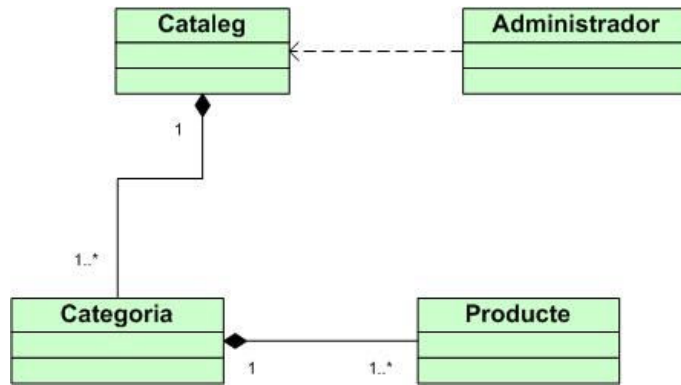 Cataleg
Administrador
1
1..*
Categoria
Producte
1
1..*